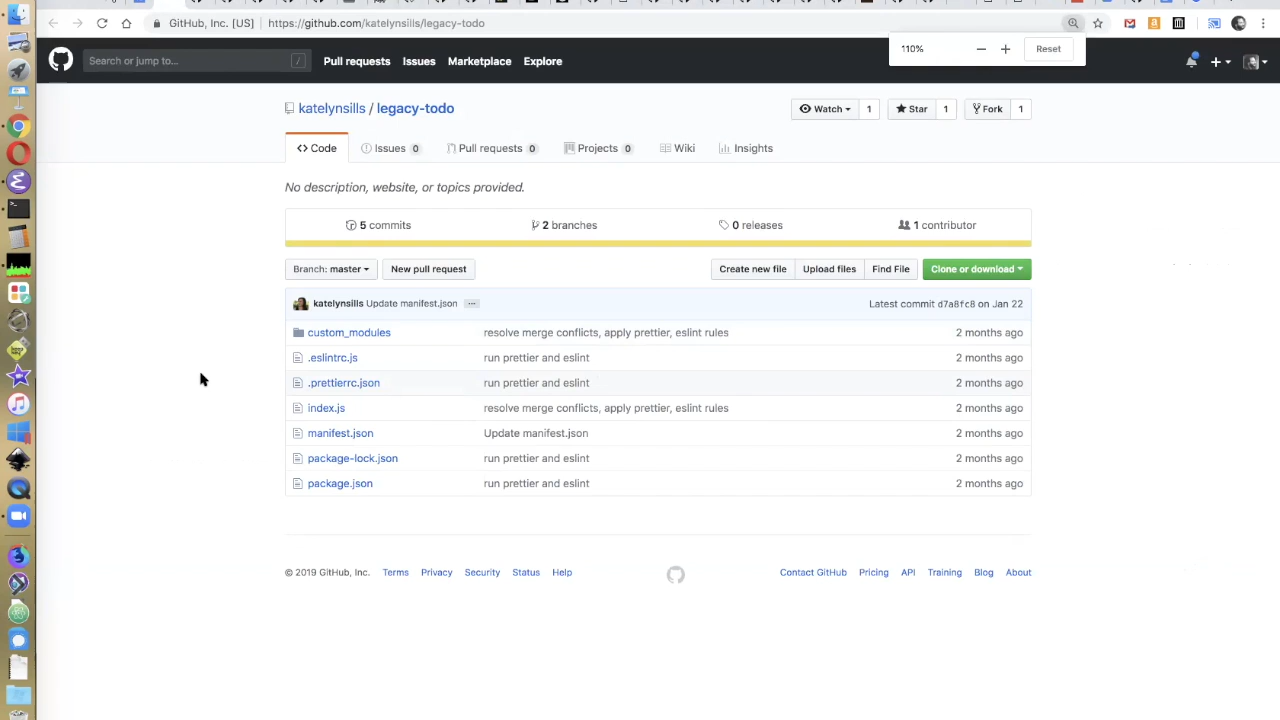 GitHub, Inc. [US] https://github.com/katelynsills/legacy-todo
110% Reset
Search or jump to... / Pull requests Issues Marketplace Explore
katelynsills / legacy-todo
Watch 1 Star 1 Fork 1
Code Issues 0 Pull requests 0 Projects 0 Wiki Insights
No description, website, or topics provided.
5 commits 2 branches 0 releases 1 contributor
Branch: master New pull request Create new file Upload files Find File Clone or download
katelynsills Update manifest.json ... Latest commit d7a8fc8 on Jan 22
custom_modules resolve merge conflicts, apply prettier, eslint rules 2 months ago
.eslintrc.js run prettier and eslint 2 months ago
.prettierrc.json run prettier and eslint 2 months ago
index.js resolve merge conflicts, apply prettier, eslint rules 2 months ago
manifest.json Update manifest.json 2 months ago
package-lock.json run prettier and eslint 2 months ago
package.json run prettier and eslint 2 months ago
© 2019 GitHub, Inc. Terms Privacy Security Status Help Contact GitHub Pricing API Training Blog About